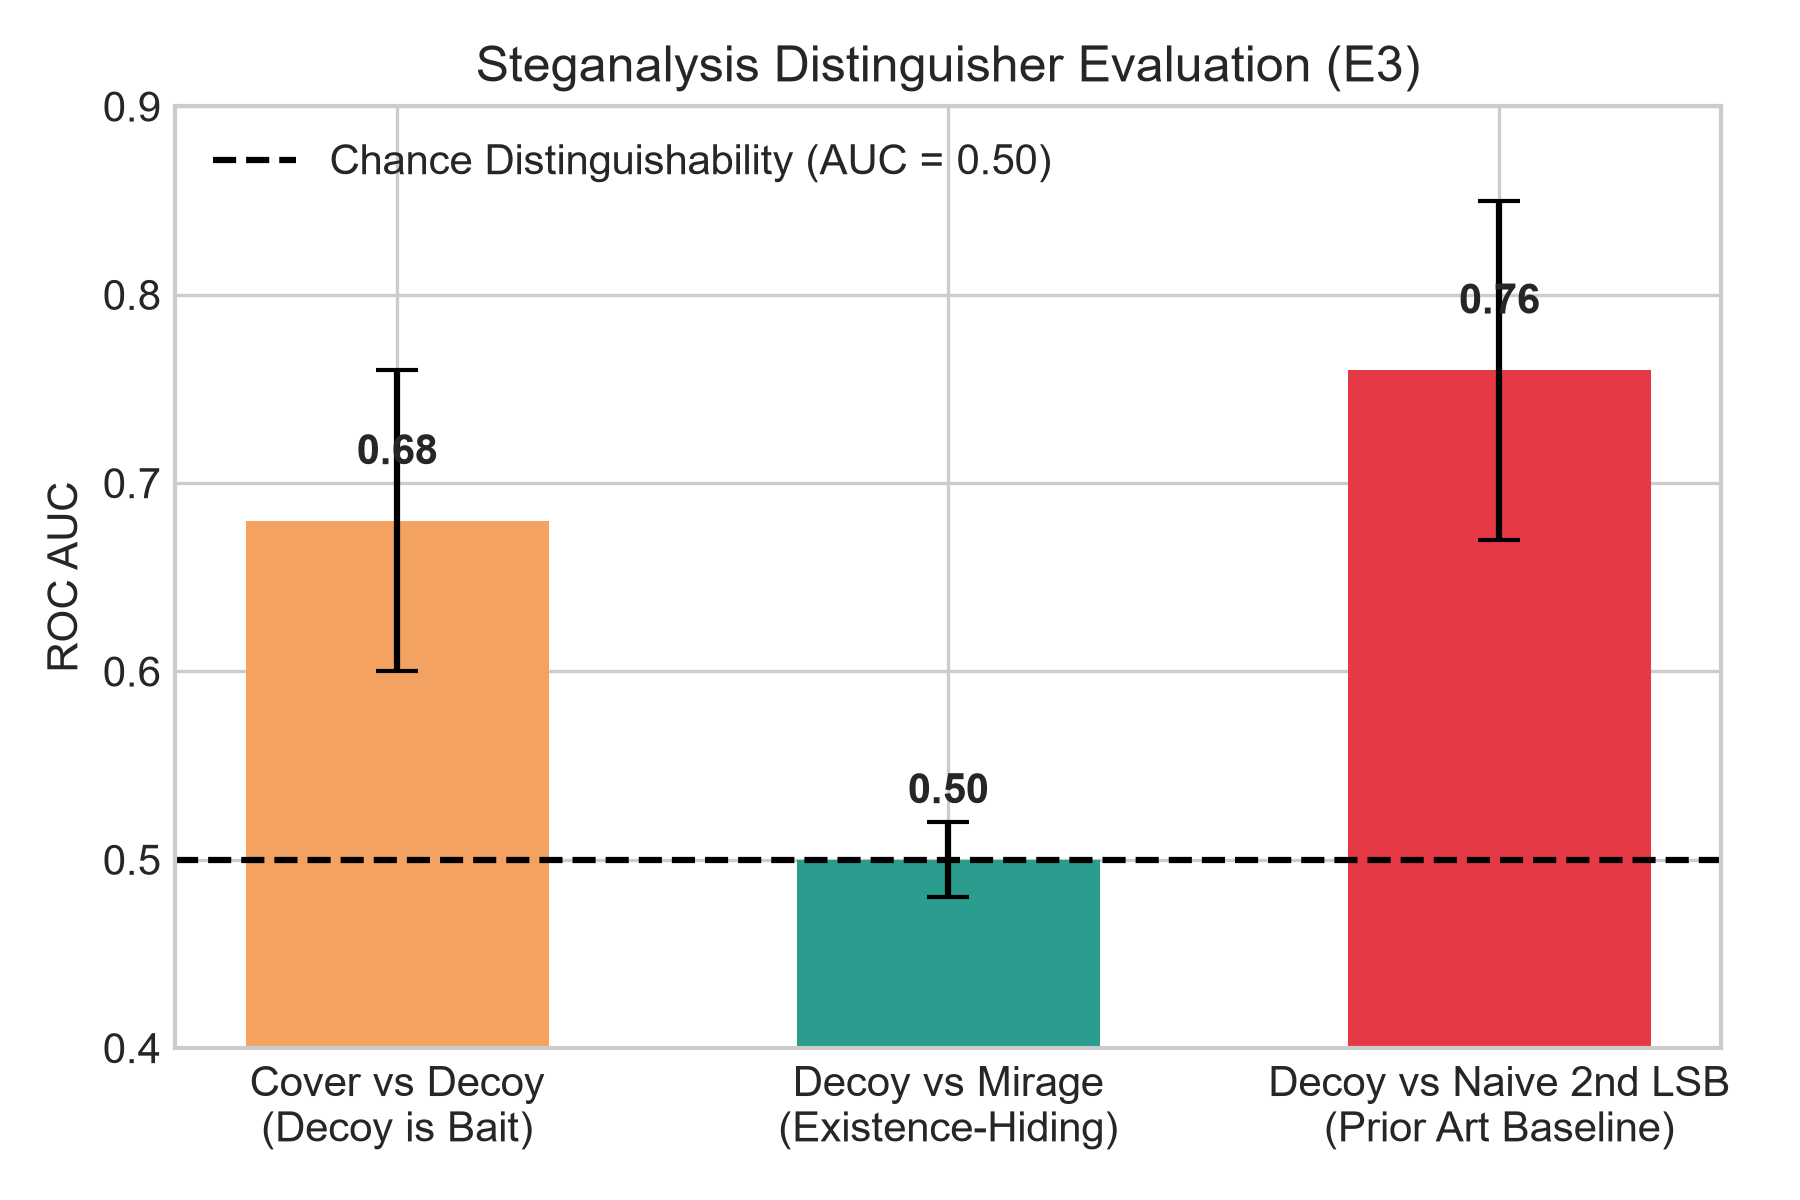 Steganalysis Distinguisher Evaluation (E3)
0.9
0.8
0.7
0.6
0.5
0.4
ROC AUC
Chance Distinguishability (AUC = 0.50)
0.68
0.50
0.76
Cover vs Decoy
(Decoy is Bait)
Decoy vs Mirage
(Existence-Hiding)
Decoy vs Naive 2nd LSB
(Prior Art Baseline)